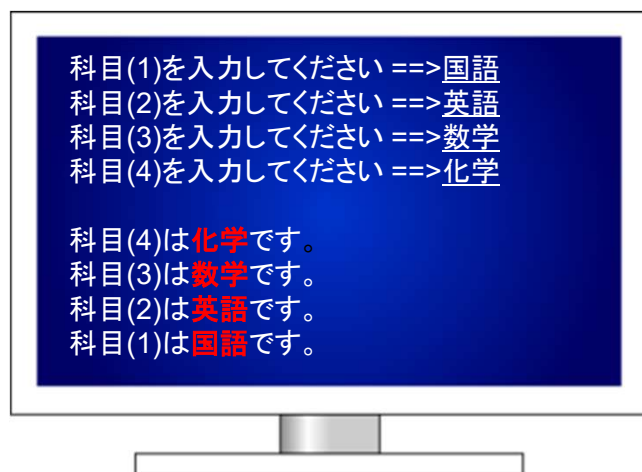 科目(1)を入力してください ==>国語
科目(2)を入力してください ==>英語
科目(3)を入力してください ==>数学
科目(4)を入力してください ==>化学
科目(4)は化学です。
科目(3)は数学です。
科目(2)は英語です。
科目(1)は国語です。